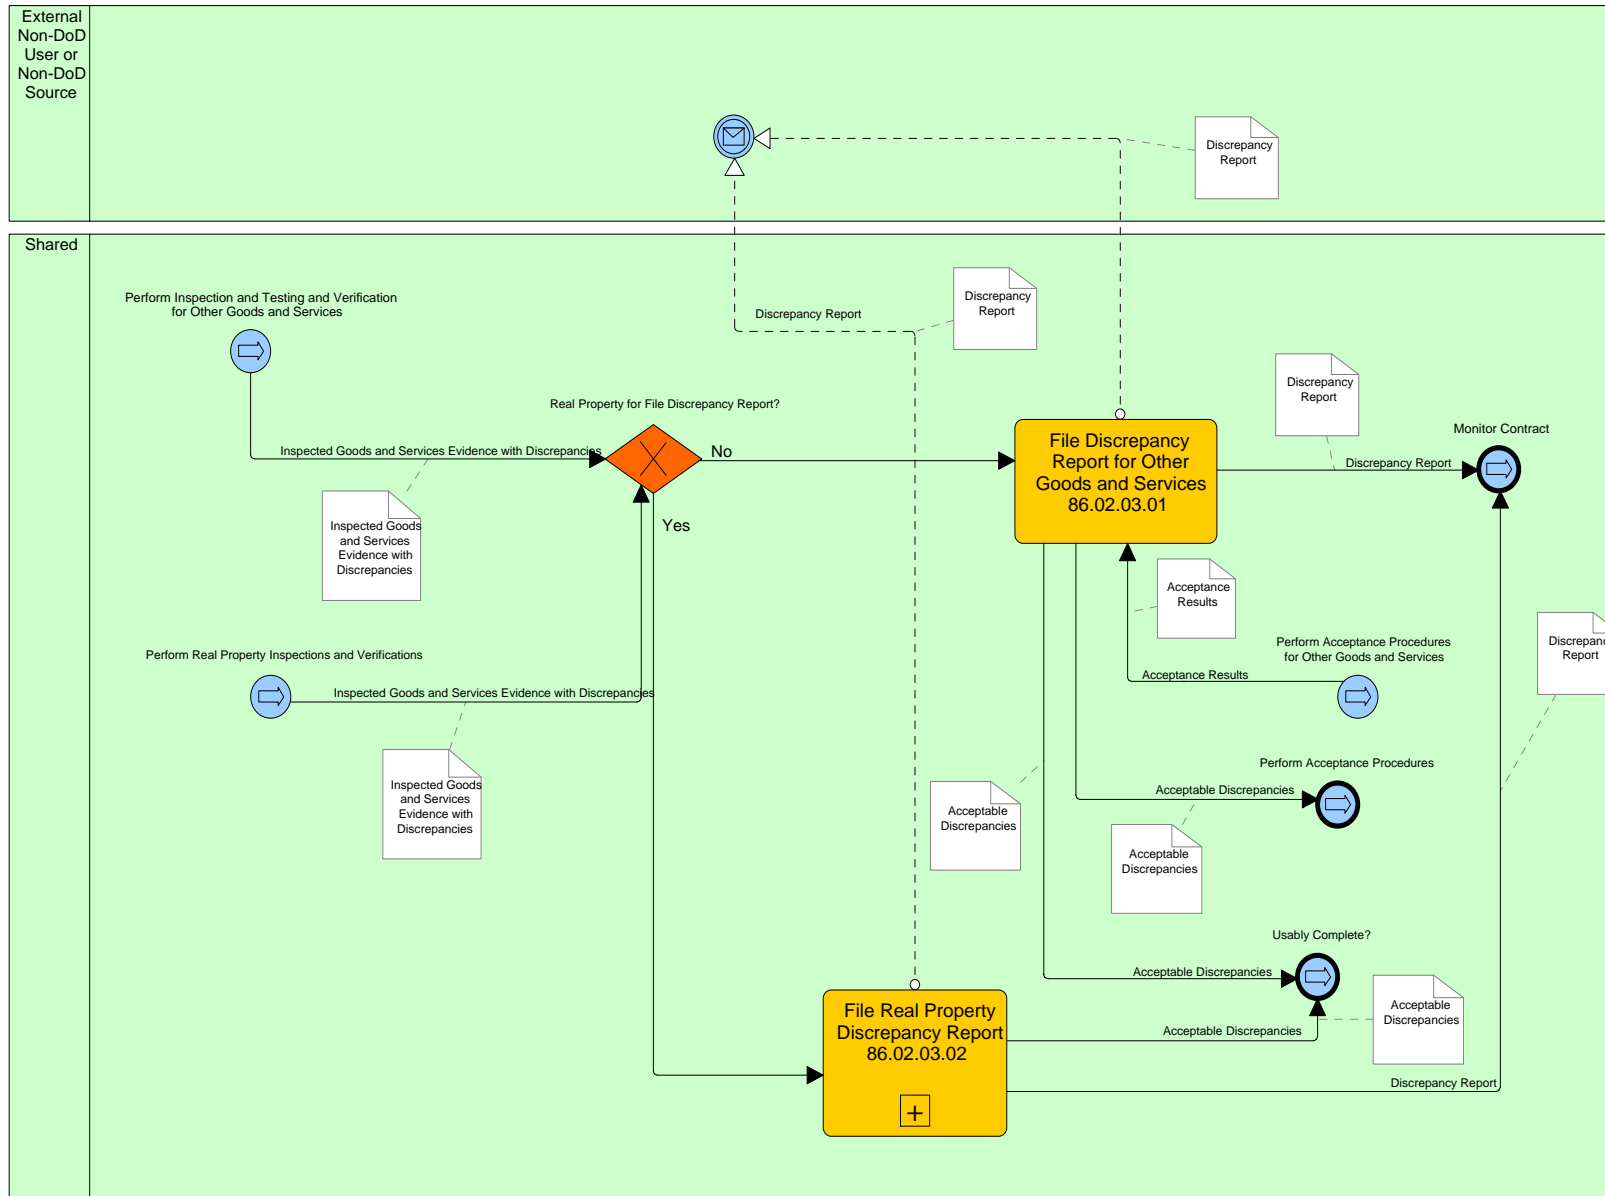 External
Non-DoD
User or
Non-DoD
Source
Discrepancy
Report
Shared
Perform Inspection and Testing and Verification
for Other Goods and Services
Discrepancy Report
Discrepancy
Report
Discrepancy
Report
Real Property for File Discrepancy Report?
Inspected Goods and Services Evidence with Discrepancies
No
Yes
File Discrepancy
Report for Other
Goods and Services
86.02.03.01
Monitor Contract
Discrepancy Report
Inspected Goods
and Services
Evidence with
Discrepancies
Acceptance
Results
Perform Real Property Inspections and Verifications
Inspected Goods and Services Evidence with Discrepancies
Perform Acceptance Procedures
for Other Goods and Services
Acceptance Results
Discrepanc
Report
Inspected Goods
and Services
Evidence with
Discrepancies
Perform Acceptance Procedures
Acceptable Discrepancies
Acceptable
Discrepancies
Acceptable
Discrepancies
Usably Complete?
Acceptable Discrepancies
Acceptable Discrepancies
Acceptable
Discrepancies
File Real Property
Discrepancy Report
86.02.03.02
Discrepancy Report